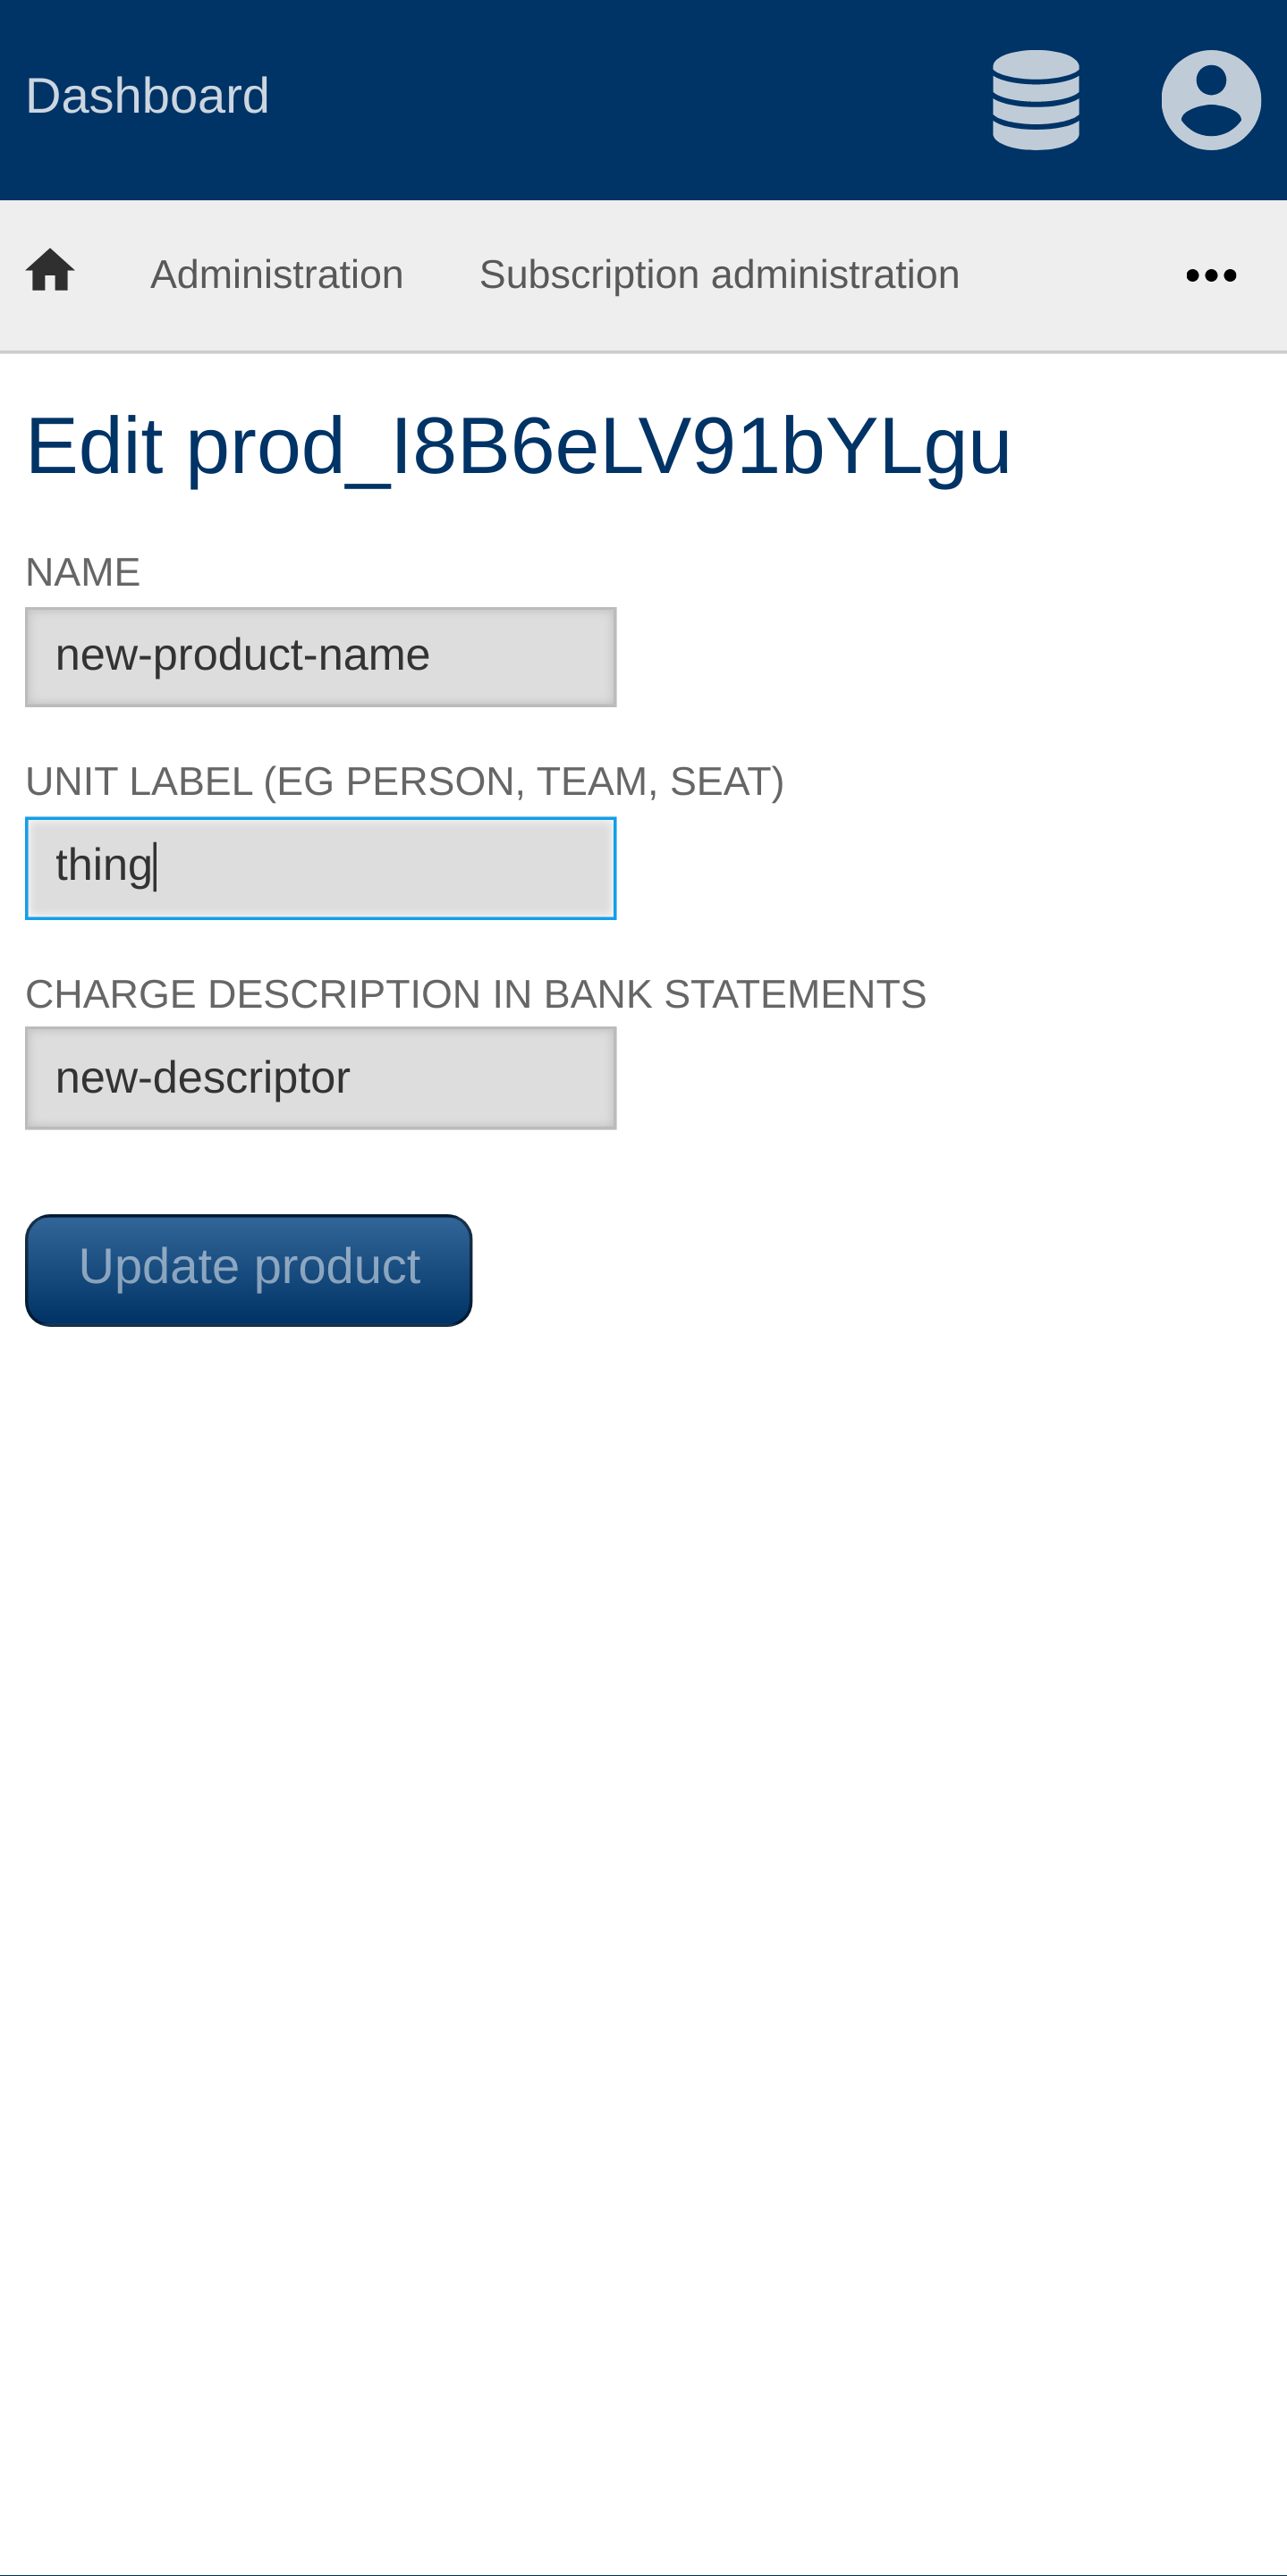 Dashboard
Administration Subscription administration
Edit prod_I8B6eLV91bYLgu
NAME
new-product-name
UNIT LABEL (EG PERSON, TEAM, SEAT)
thing
CHARGE DESCRIPTION IN BANK STATEMENTS
new-descriptor
Update product